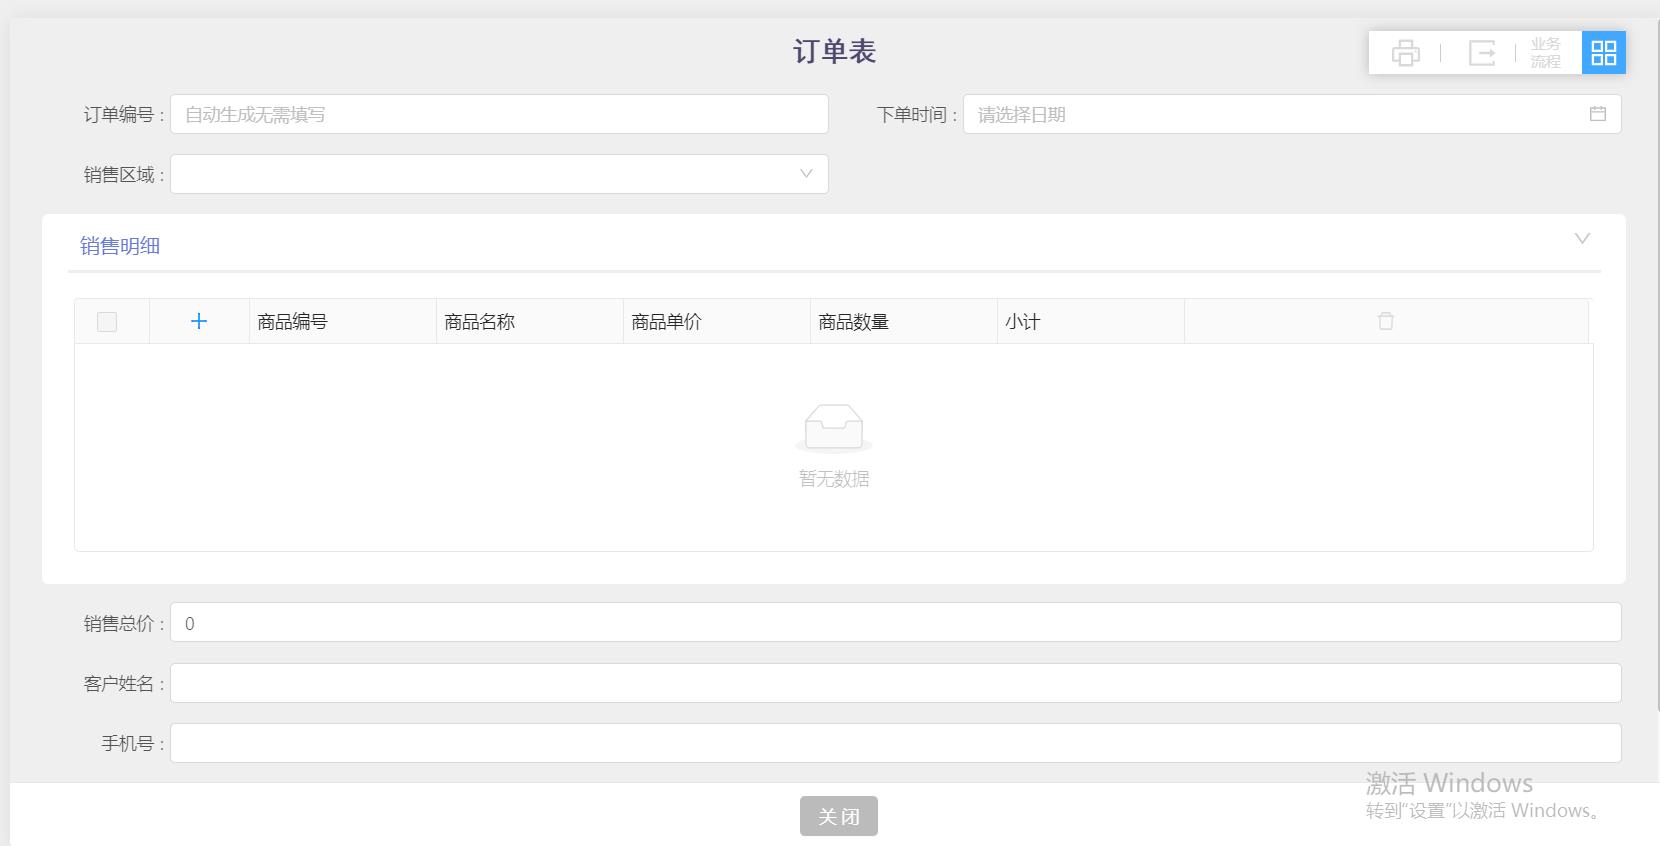 订单表
业务
流程
订单编号 : 自动生成无需填写
下单时间 : 请选择日期
销售区域 :
销售明细
商品编号 商品名称 商品单价 商品数量 小计
暂无数据
销售总价 : 0
客户姓名 :
手机号 :
关闭
激活 Windows
转到"设置"以激活 Windows。